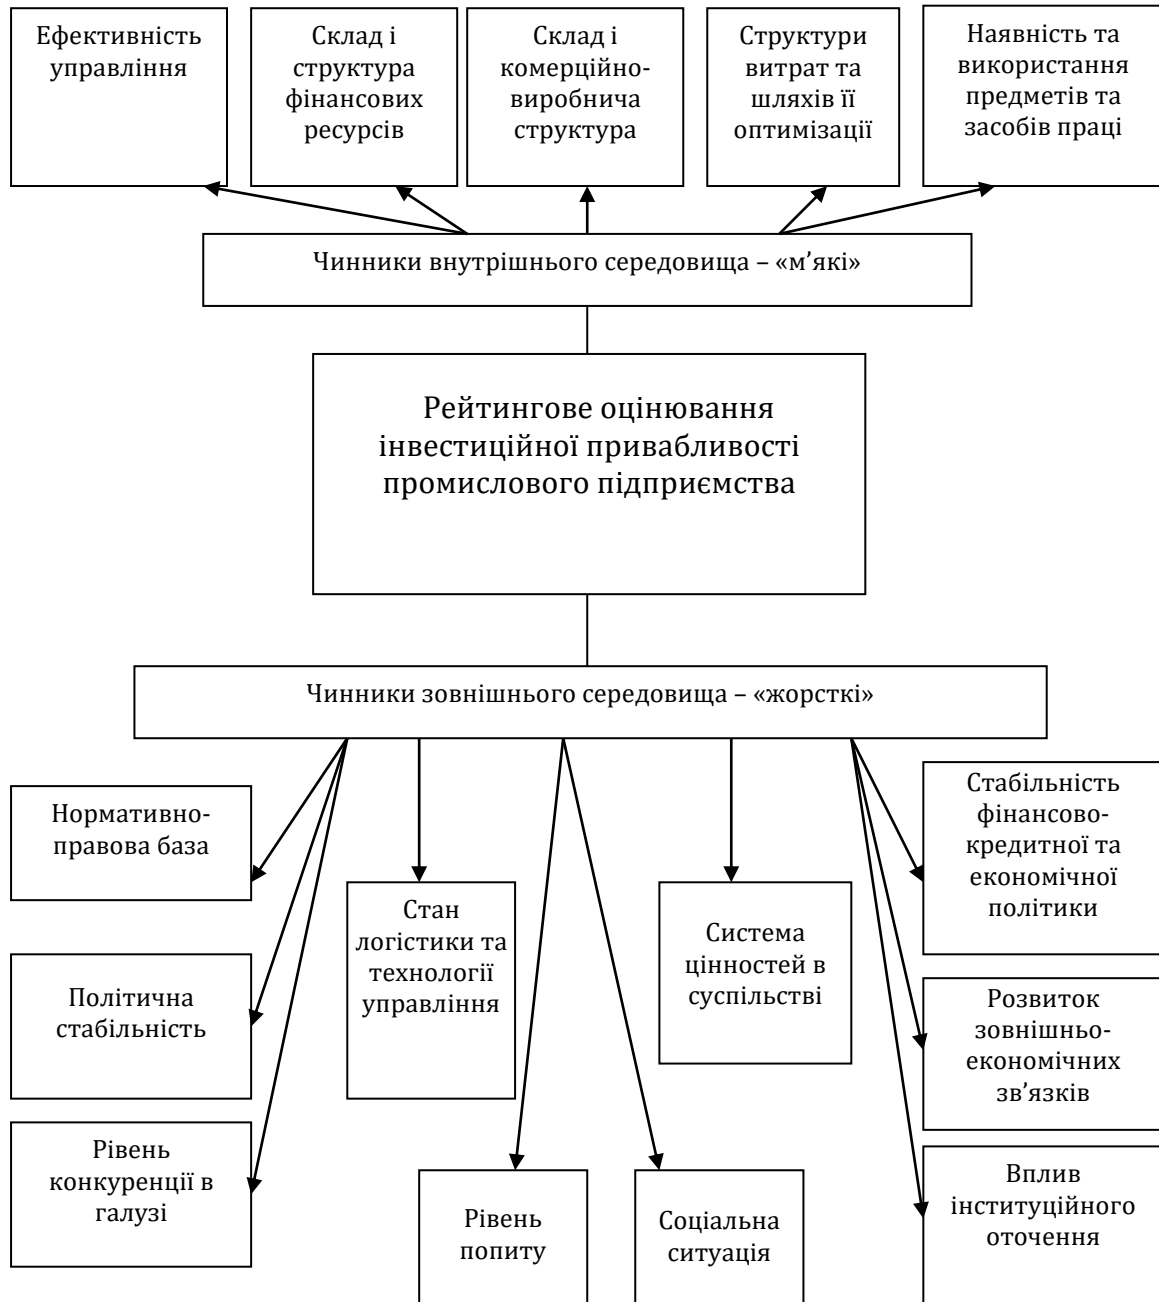 Ефективність
управління
Склад і
структура
фінансових
ресурсів
Склад і
комерційно-
виробнича
структура
Структури
витрат та
шляхів її
оптимізації
Наявність та
використання
предметів та
засобів праці
Чинники внутрішнього середовища – «м’які»
Рейтингове оцінювання
інвестиційної привабливості
промислового підприємства
Чинники зовнішнього середовища – «жорсткі»
Нормативно-
правова база
Політична
стабільність
Рівень
конкуренції в
галузі
Стан
логістики та
технології
управління
Рівень
попиту
Соціальна
ситуація
Система
цінностей в
суспільстві
Стабільність
фінансово-
кредитної та
економічної
політики
Розвиток
зовнішньо-
економічних
зв’язків
Вплив
інституційного
оточення